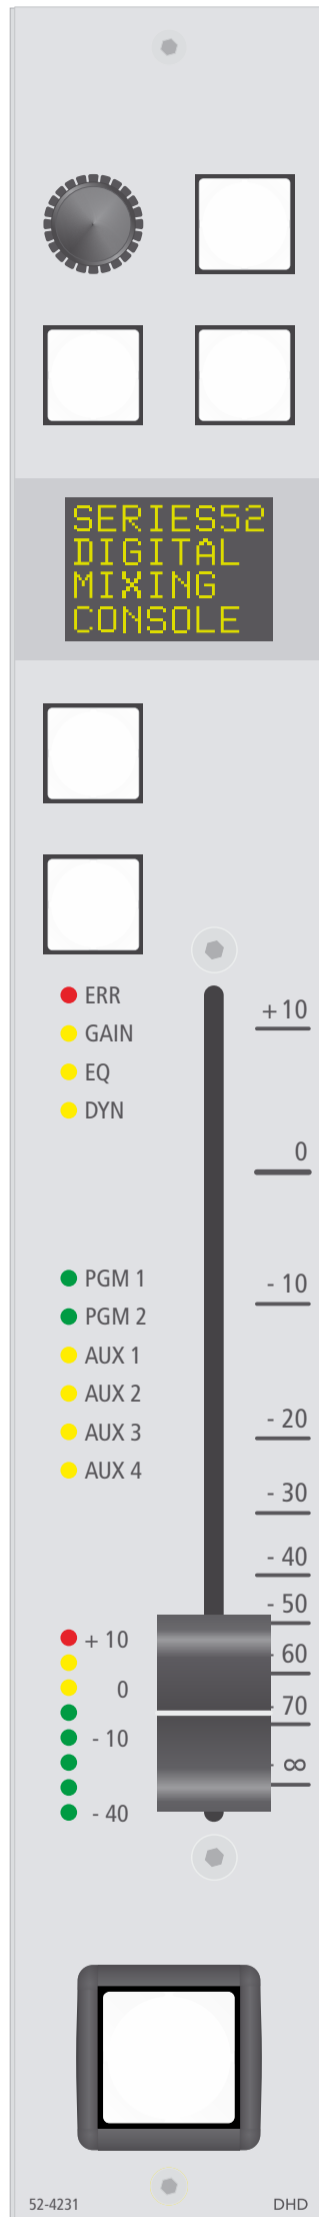 SERIES52
DIGITAL
MIXING
CONSOLE
ERR
GAIN
EQ
DYN
PGM 1
PGM 2
AUX 1
AUX 2
AUX 3
AUX 4
+10
0
- 10
- 20
- 30
- 40
- 50
60
70
∞
+ 10
0
- 10
- 40
52-4231
DHD